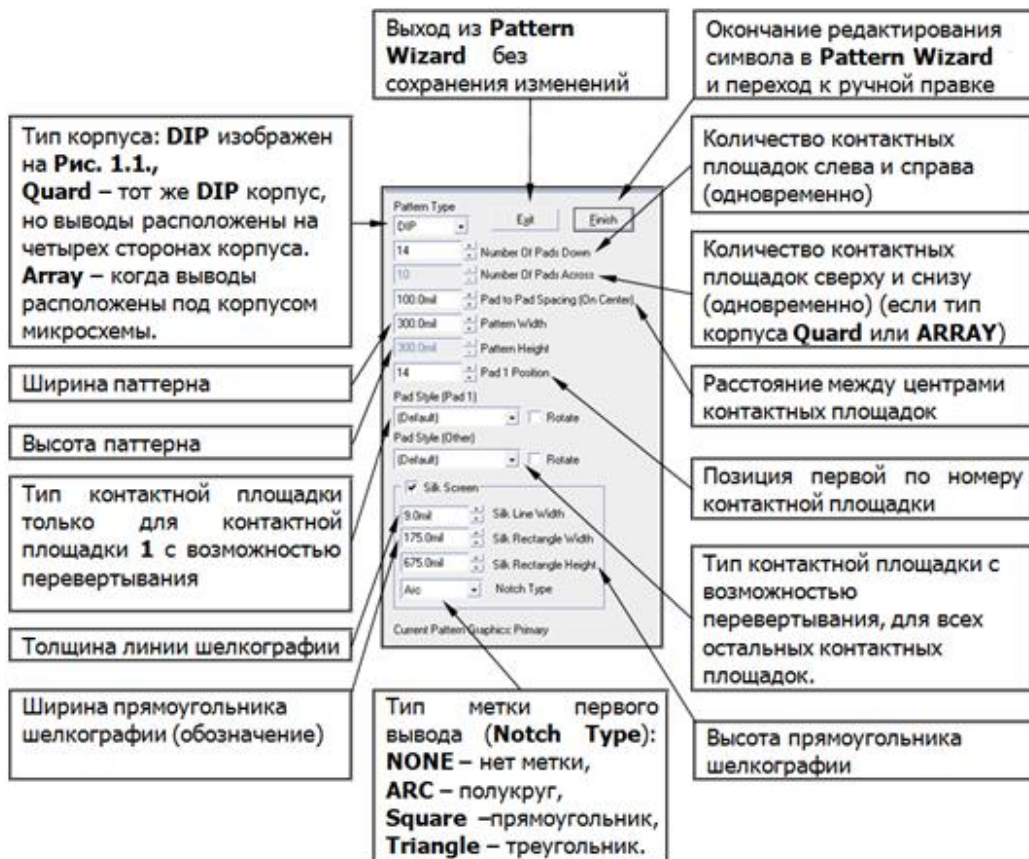 Выход из Pattern
Wizard без
сохранения изменений
Окончание редактирования
символа в Pattern Wizard
и переход к ручной правке
Тип корпуса: DIP изображен
на Рис. 1.1.,
Quard – тот же DIP корпус,
но выводы расположены на
четырех сторонах корпуса.
Array – когда выводы
расположены под корпусом
микросхемы.
Ширина паттерна
Высота паттерна
Тип контактной площадки
только для контактной
площадки 1 с возможностью
перевертывания
Толщина линии шелкографии
Ширина прямоугольника
шелкографии (обозначение)
Pattern Type
DIP
Exit
Finish
14 Number Of Pads Down
10 Number Of Pads Across
100.0mil Pad to Pad Spacing (On Center)
300.0mil Pattern Width
300.0mil Pattern Height
14 Pad 1 Position
Pad Style (Pad 1)
(Default) Rotate
Pad Style (Other)
(Default) Rotate
Silk Screen
9.0mil Silk Line Width
175.0mil Silk Rectangle Width
675.0mil Silk Rectangle Height
Arc Notch Type
Current Pattern Graphics: Primary
Количество контактных
площадок слева и справа
(одновременно)
Количество контактных
площадок сверху и снизу
(одновременно) (если тип
корпуса Quard или ARRAY)
Расстояние между центрами
контактных площадок
Позиция первой по номеру
контактной площадки
Тип контактной площадки с
возможностью
перевертывания, для всех
остальных контактных
площадок.
Высота прямоугольника
шелкографии
Тип метки первого
вывода (Notch Type):
NONE – нет метки,
ARC – полукруг,
Square –прямоугольник,
Triangle – треугольник.